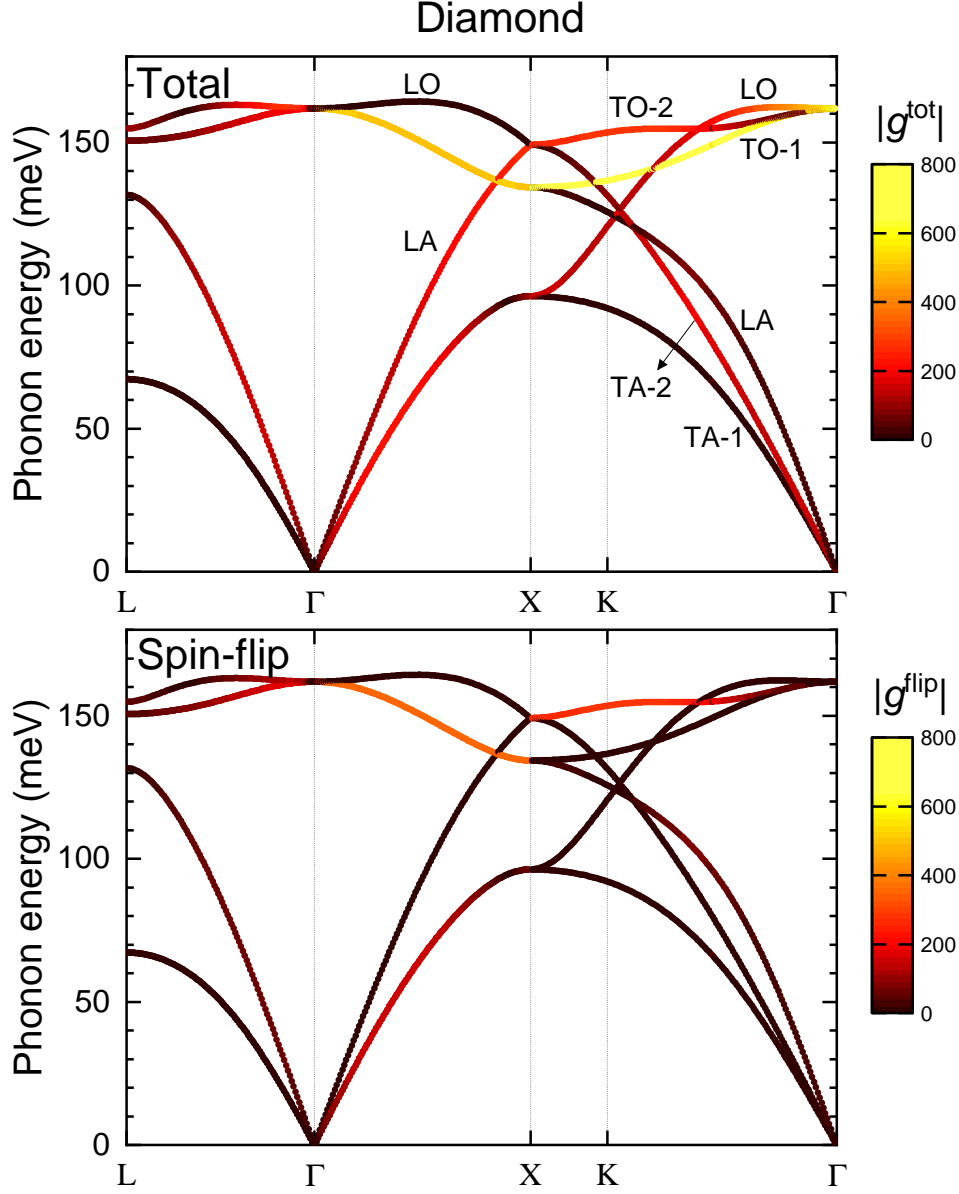 Diamond
Total
LO
TO-2
LO
TO-1
LA
LA
TA-2
TA-1
Phonon energy (meV)
150
100
50
0
L Γ X K Γ
|g^tot|
800
600
400
200
0
Spin-flip
Phonon energy (meV)
150
100
50
0
L Γ X K Γ
|g^flip|
800
600
400
200
0